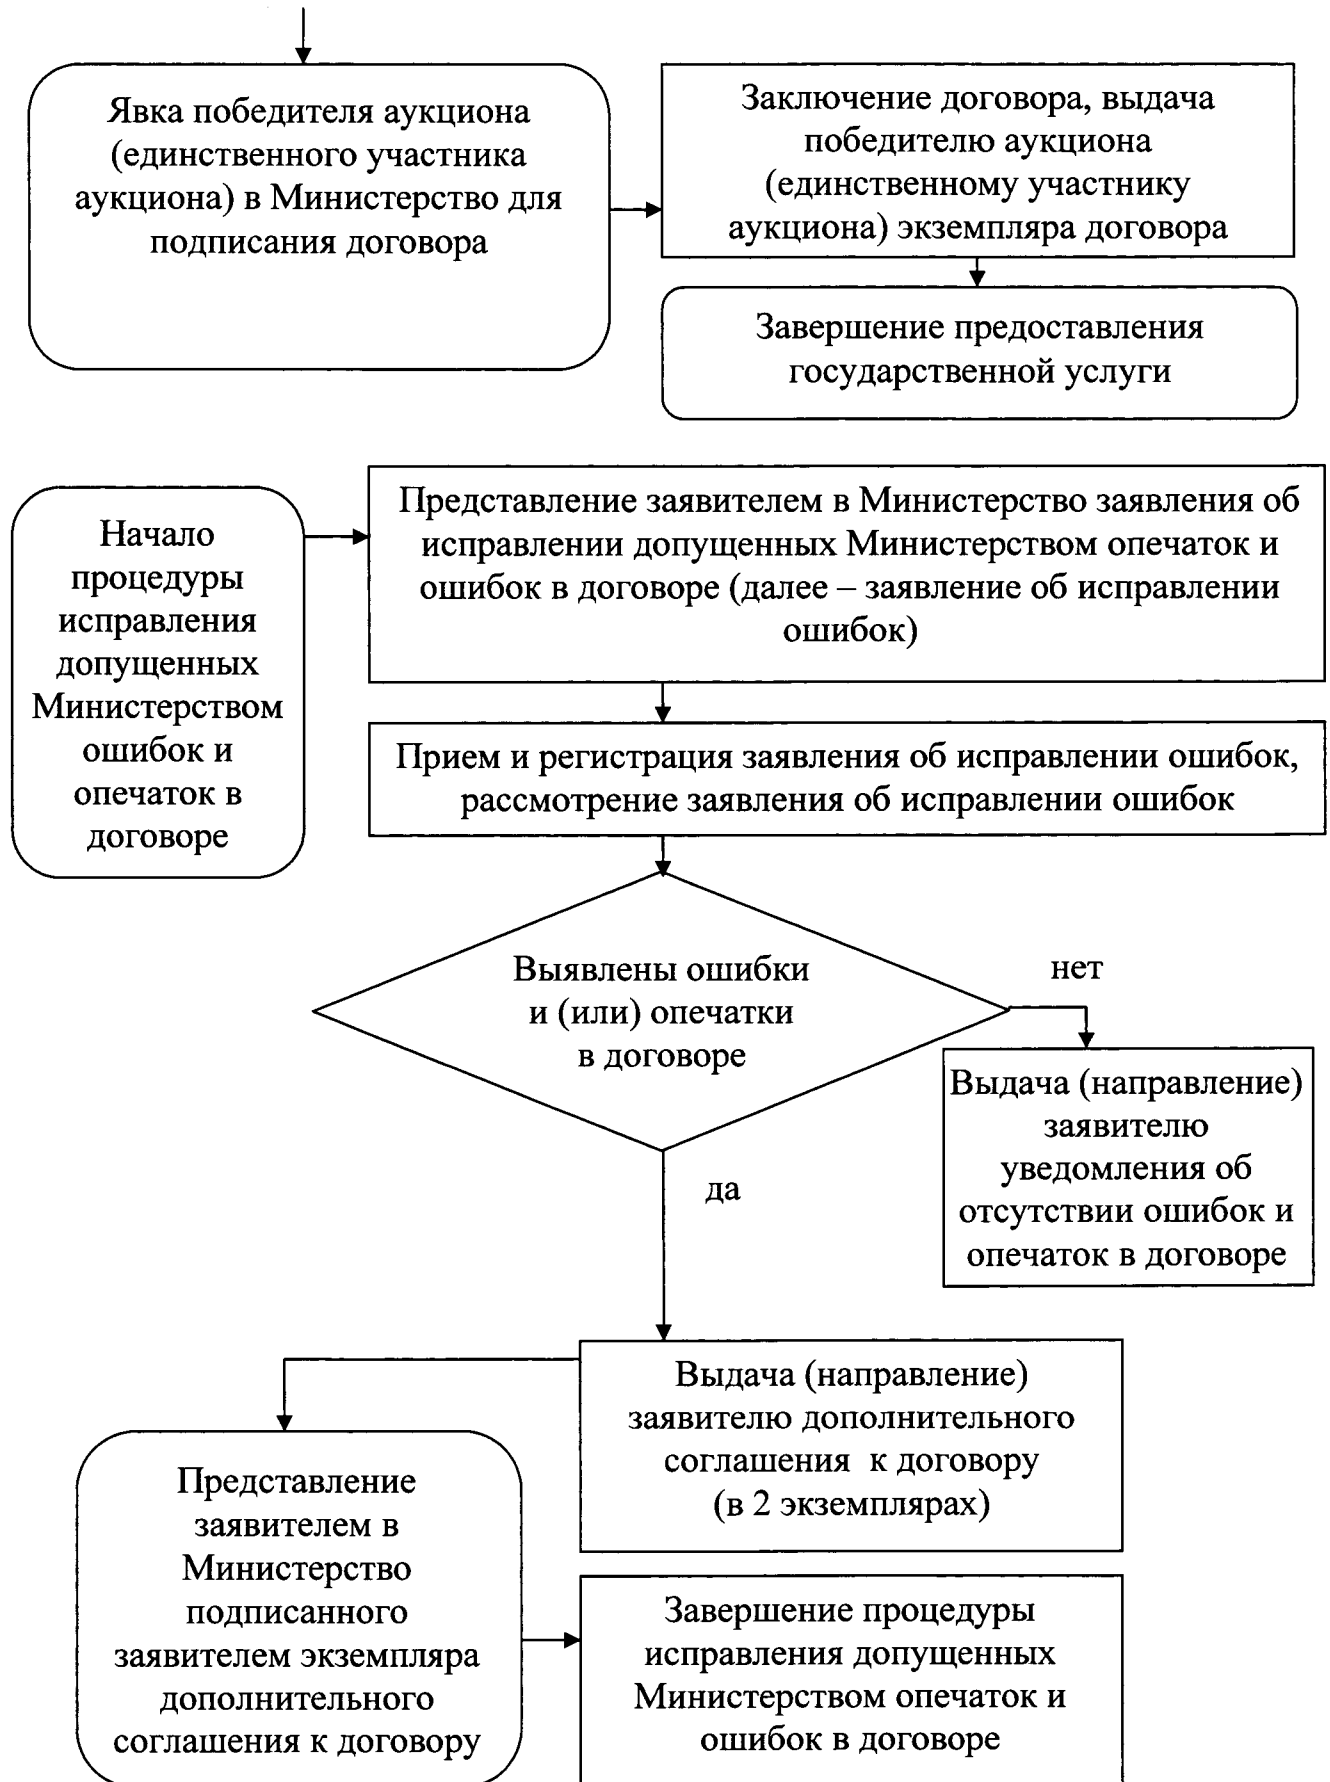 Явка победителя аукциона
(единственного участника
аукциона) в Министерство для
подписания договора
Заключение договора, выдача
победителю аукциона
(единственному участнику
аукциона) экземпляра договора
Завершение предоставления
государственной услуги
Начало
процедуры
исправления
допущенных
Министерством
ошибок и
опечаток в
договоре
Представление заявителем в Министерство заявления об
исправлении допущенных Министерством опечаток и
ошибок в договоре (далее – заявление об исправлении
ошибок)
Прием и регистрация заявления об исправлении ошибок,
рассмотрение заявления об исправлении ошибок
Выявлены ошибки
и (или) опечатки
в договоре
нет
Выдача (направление)
заявителю
уведомления об
отсутствии ошибок и
опечаток в договоре
да
Выдача (направление)
заявителю дополнительного
соглашения к договору
(в 2 экземплярах)
Представление
заявителем в
Министерство
подписанного
заявителем экземпляра
дополнительного
соглашения к договору
Завершение процедуры
исправления допущенных
Министерством опечаток и
ошибок в договоре